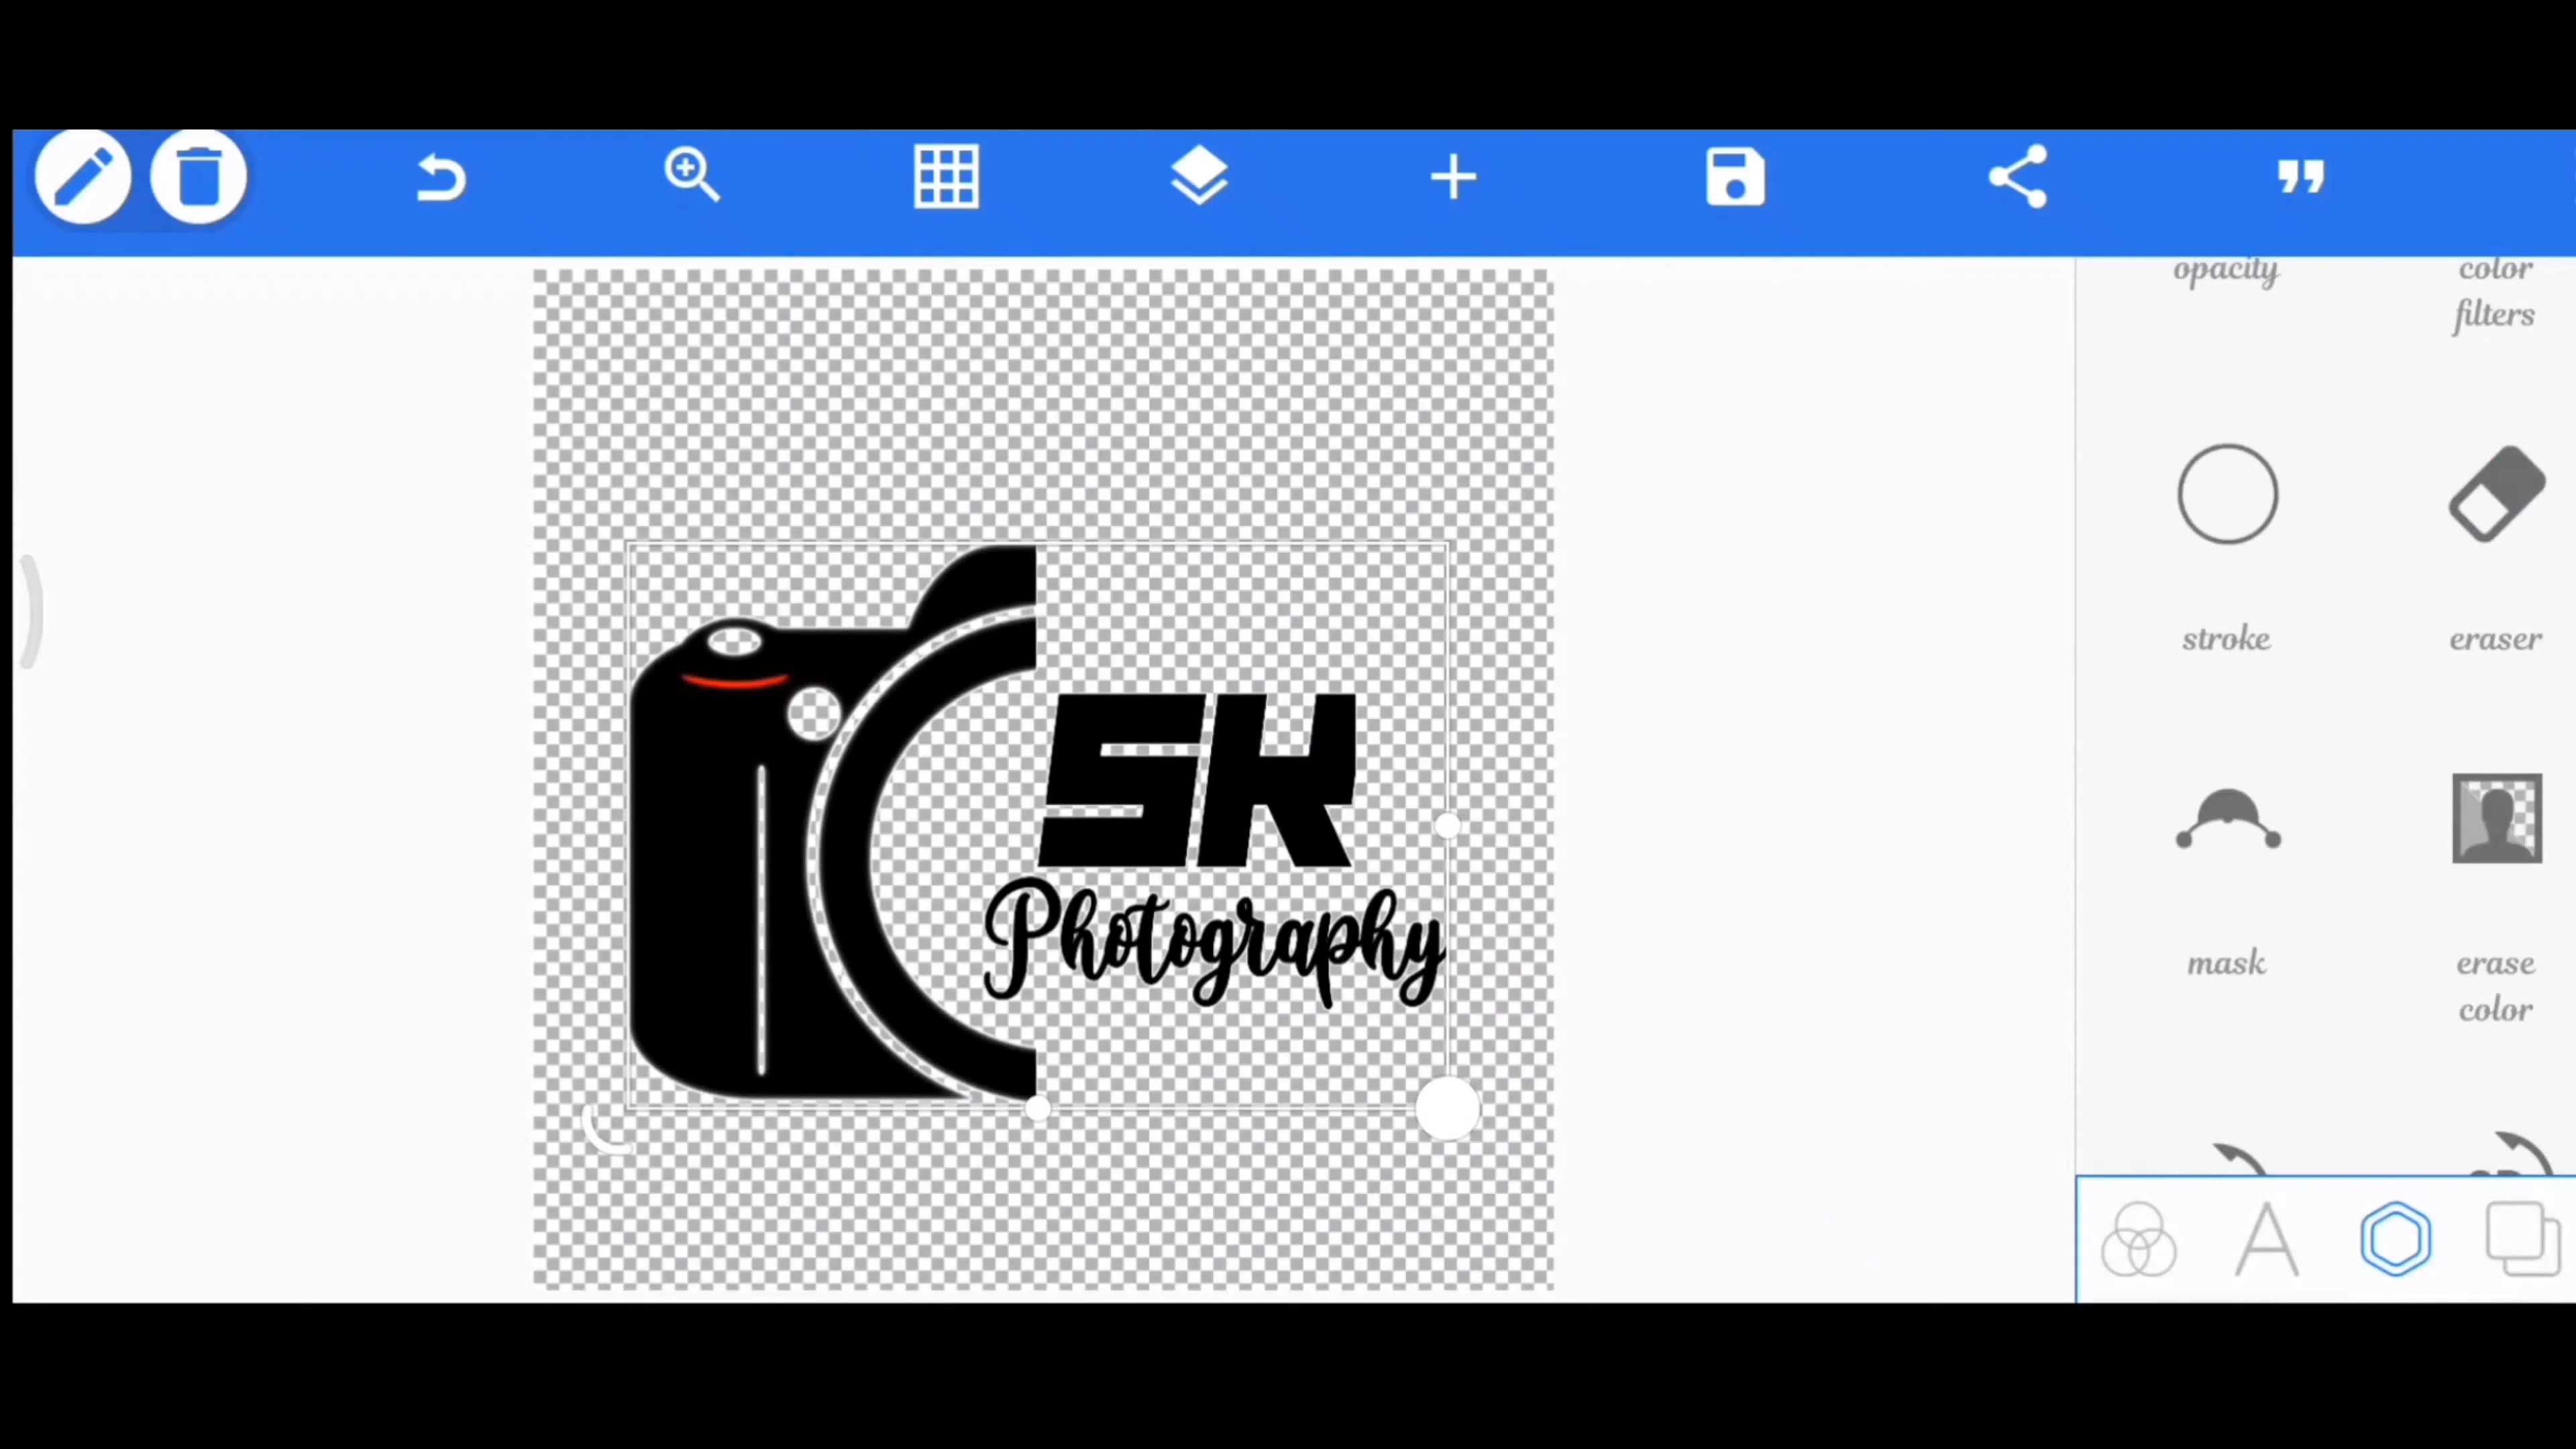 opacity
color
filters
stroke
eraser
SK
Photography
mask
erase
color